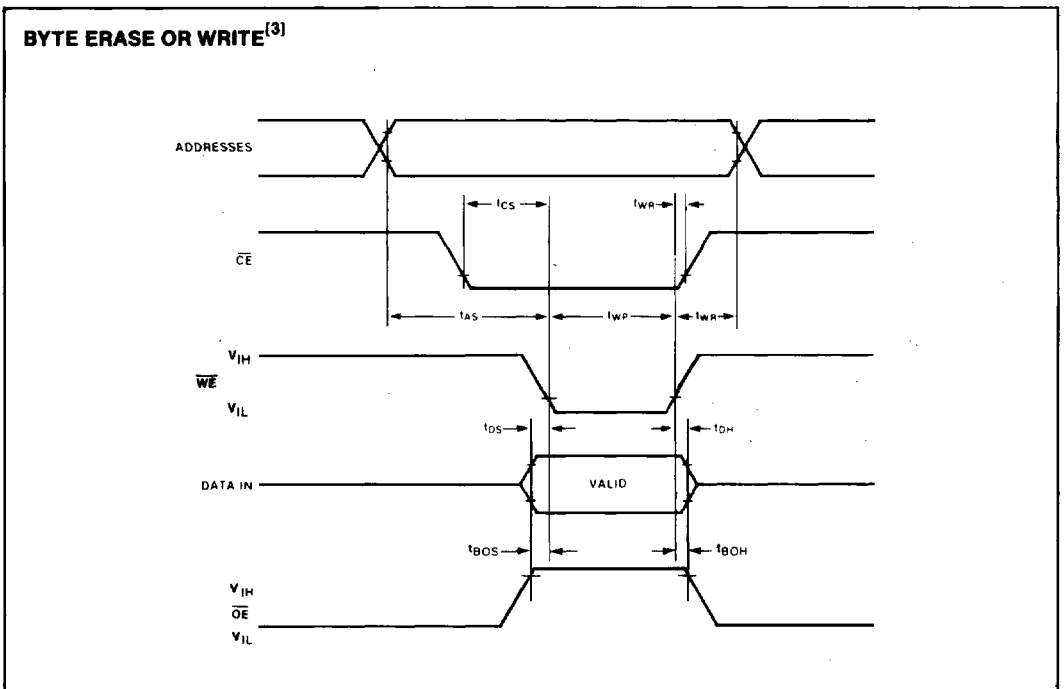 BYTE ERASE OR WRITE[3]
ADDRESSES
tCS
tWR
CE
tAS
tWP
tWR
VIH
WE
VIL
tDS
tDH
DATA IN
VALID
tBOS
tBOH
VIH
OE
VIL